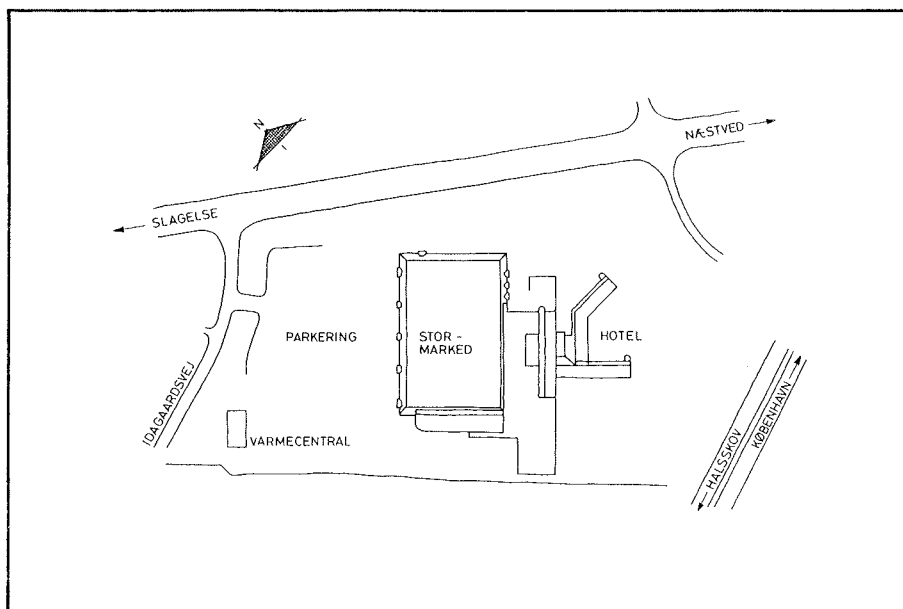 NÆSTVED
N
SLAGELSE
PARKERING
STOR -
MARKED
HOTEL
IDAGAARDSVEJ
VARMECENTRAL
HALSSKOV
KØBENHAVN